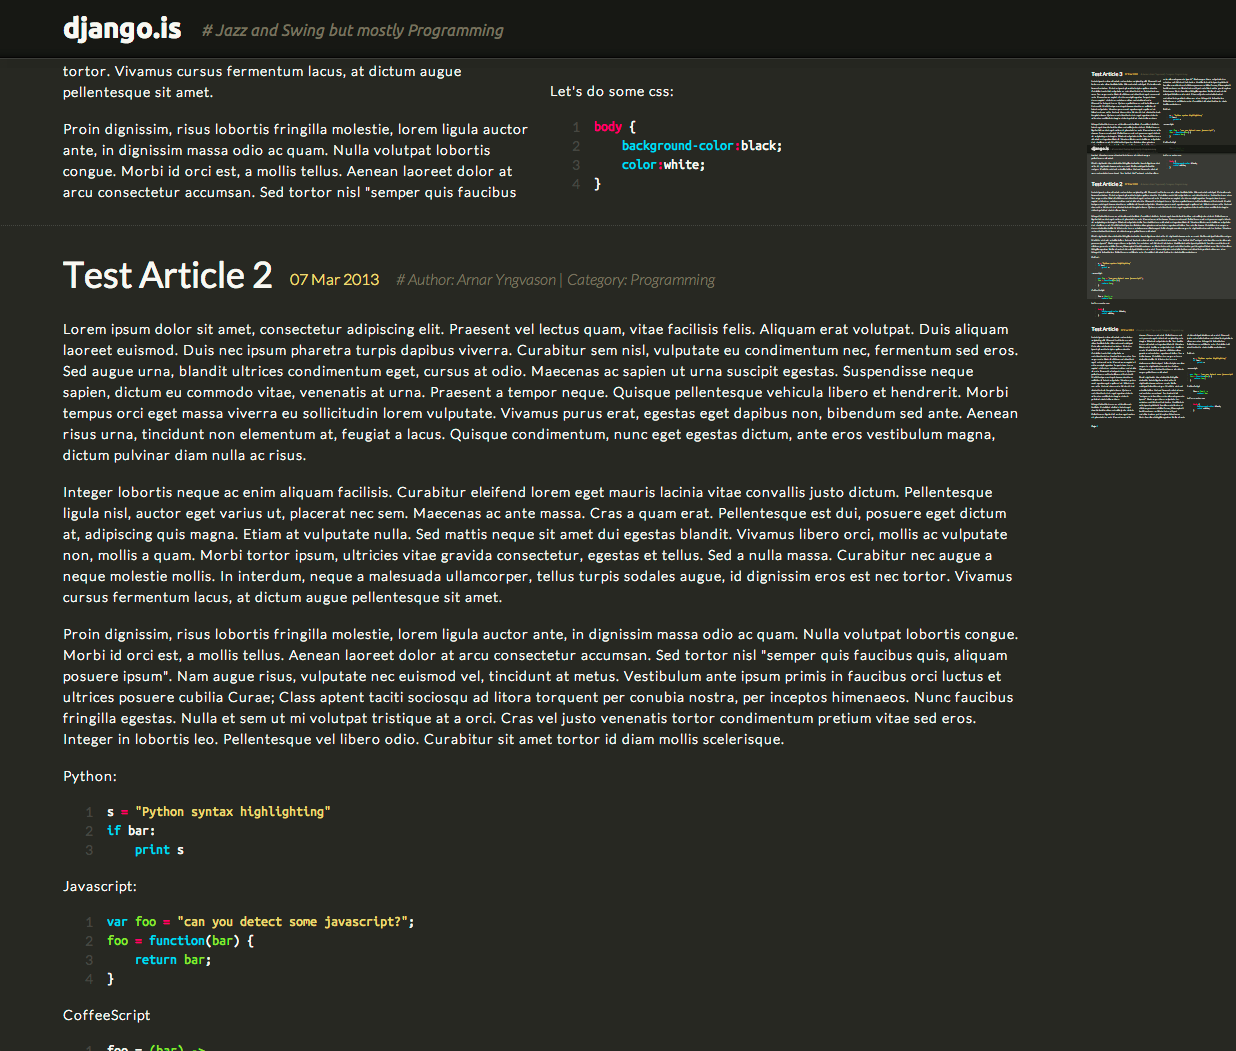 django.is # Jazz and Swing but mostly Programming
tortor. Vivamus cursus fermentum lacus, at dictum augue
pellentesque sit amet.
Proin dignissim, risus lobortis fringilla molestie, lorem ligula auctor
ante, in dignissim massa odio ac quam. Nulla volutpat lobortis
congue. Morbi id orci est, a mollis tellus. Aenean laoreet dolor at
arcu consectetur accumsan. Sed tortor nisl "semper quis faucibus
Let's do some css:
1 body {
2 background-color:black;
3 color:white;
4 }
Test Article 2 07 Mar 2013 # Author: Arnar Yngvason | Category: Programming
Lorem ipsum dolor sit amet, consectetur adipiscing elit. Praesent vel lectus quam, vitae facilisis felis. Aliquam erat volutpat. Duis aliquam
laoreet euismod. Duis nec ipsum pharetra turpis dapibus viverra. Curabitur sem nisl, vulputate eu condimentum nec, fermentum sed eros.
Sed augue urna, blandit ultrices condimentum eget, cursus at odio. Maecenas ac sapien ut urna suscipit egestas. Suspendisse neque
sapien, dictum eu commodo vitae, venenatis at urna. Praesent a tempor neque. Quisque pellentesque vehicula libero et hendrerit. Morbi
tempus orci eget massa viverra eu sollicitudin lorem vulputate. Vivamus purus erat, egestas eget dapibus non, bibendum sed ante. Aenean
risus urna, tincidunt non elementum at, feugiat a lacus. Quisque condimentum, nunc eget egestas dictum, ante eros vestibulum magna,
dictum pulvinar diam nulla ac risus.
Integer lobortis neque ac enim aliquam facilisis. Curabitur eleifend lorem eget mauris lacinia vitae convallis justo dictum. Pellentesque
ligula nisl, auctor eget varius ut, placerat nec sem. Maecenas ac ante massa. Cras a quam erat. Pellentesque est dui, posuere eget dictum
at, adipiscing quis magna. Etiam at vulputate nulla. Sed mattis neque sit amet dui egestas blandit. Vivamus libero orci, mollis ac vulputate
non, mollis a quam. Morbi tortor ipsum, ultricies vitae gravida consectetur, egestas et tellus. Sed a nulla massa. Curabitur nec augue a
neque molestie mollis. In interdum, neque a malesuada ullamcorper, tellus turpis sodales augue, id dignissim eros est nec tortor. Vivamus
cursus fermentum lacus, at dictum augue pellentesque sit amet.
Proin dignissim, risus lobortis fringilla molestie, lorem ligula auctor ante, in dignissim massa odio ac quam. Nulla volutpat lobortis congue.
Morbi id orci est, a mollis tellus. Aenean laoreet dolor at arcu consectetur accumsan. Sed tortor nisl "semper quis faucibus quis, aliquam
posuere ipsum". Nam augue risus, vulputate nec euismod vel, tincidunt at metus. Vestibulum ante ipsum primis in faucibus orci luctus et
ultrices posuere cubilia Curae; Class aptent taciti sociosqu ad litora torquent per conubia nostra, per inceptos himenaeos. Nunc faucibus
fringilla egestas. Nulla et sem ut mi volutpat tristique at a orci. Cras vel justo venenatis tortor condimentum pretium vitae sed eros.
Integer in lobortis leo. Pellentesque vel libero odio. Curabitur sit amet tortor id diam mollis scelerisque.
Python:
1 s = "Python syntax highlighting"
2 if bar:
3 print s
Javascript:
1 var foo = "can you detect some javascript?";
2 foo = function(bar) {
3 return bar;
4 }
CoffeeScript
1 foo = (bar) ->
Test Article 3
django.is
Test Article 2
Test Article